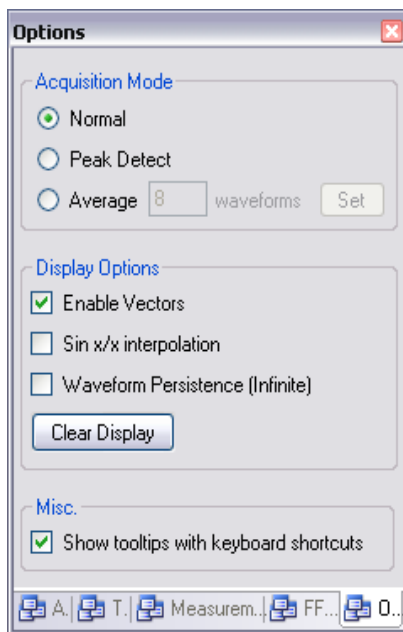 Options
Acquisition Mode
Normal
Peak Detect
Average 8 waveforms Set
Display Options
Enable Vectors
Sin x/x interpolation
Waveform Persistence (Infinite)
Clear Display
Misc.
Show tooltips with keyboard shortcuts
A. T. Measurem... FF... O...